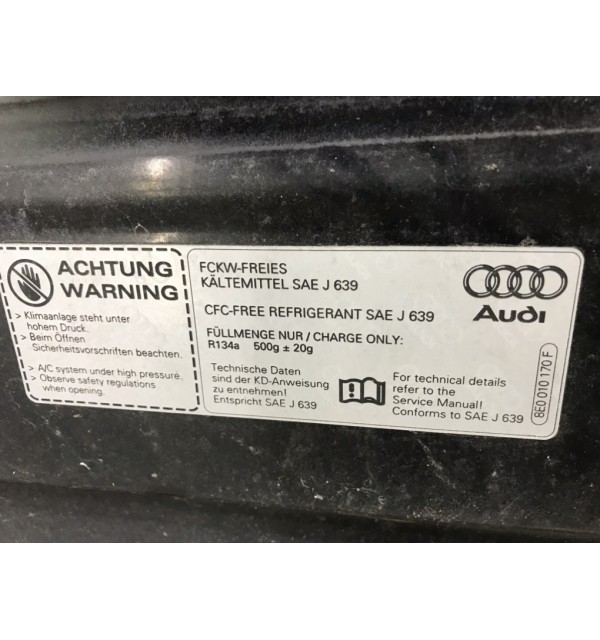 ACHTUNG
WARNING
> Klimaanlage steht unter
hohem Druck.
> Beim Öffnen
Sicherheitsvorschriften beachten.
> A/C system under high pressure.
> Observe safety regulations
when opening.
FCKW-FREIES
KÄLTEMITTEL SAE J 639
CFC-FREE REFRIGERANT SAE J 639
FÜLLMENGE NUR / CHARGE ONLY:
R134a 500g ± 20g
Technische Daten
sind der KD-Anweisung
zu entnehmen!
Entspricht SAE J 639
For technical details
refer to the
Service Manual!
Conforms to SAE J 639
Audi
8E0 010 170 F